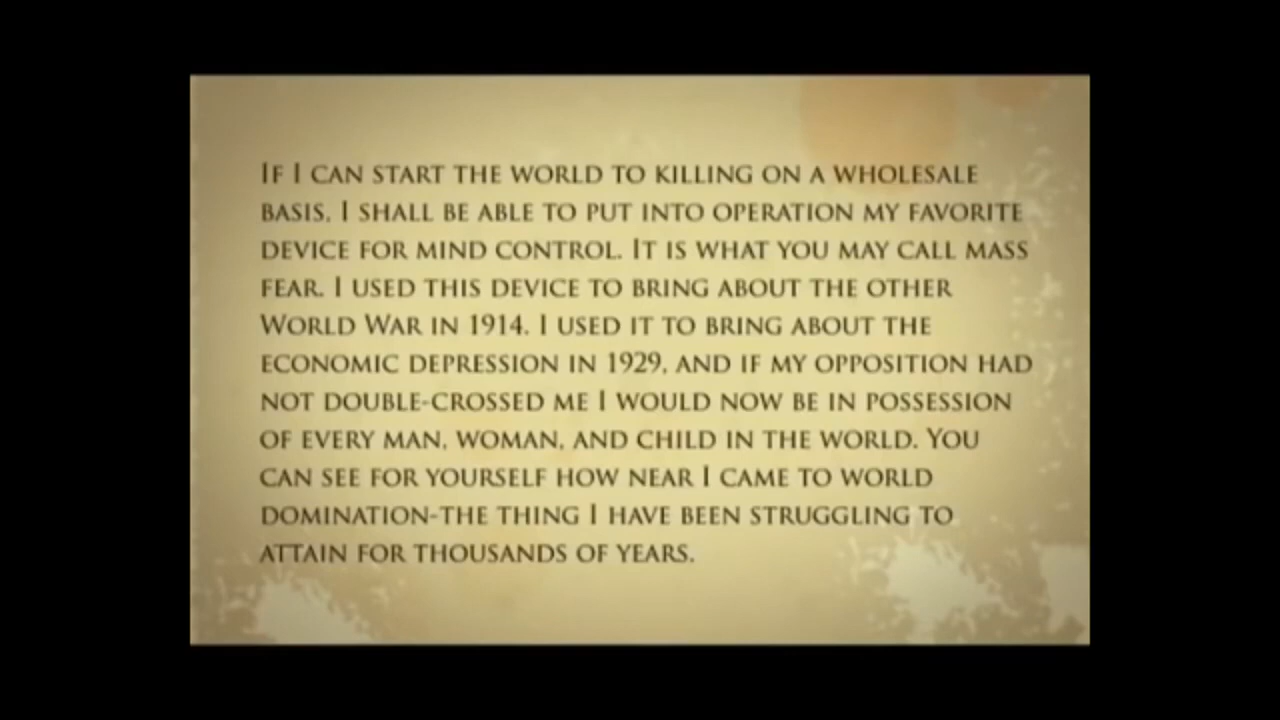 If I can start the world to killing on a wholesale
basis, I shall be able to put into operation my favorite
device for mind control. It is what you may call mass
fear. I used this device to bring about the other
World War in 1914. I used it to bring about the
economic depression in 1929, and if my opposition had
not double-crossed me I would now be in possession
of every man, woman, and child in the world. You
can see for yourself how near I came to world
domination-the thing I have been struggling to
attain for thousands of years.